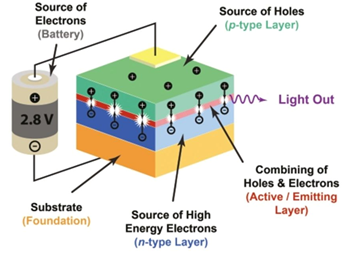 Source of
Electrons
(Battery)
Source of Holes
(p-type Layer)
+
2.8 V
−
Light Out
Combining of
Holes & Electrons
(Active / Emitting
Layer)
Substrate
(Foundation)
Source of High
Energy Electrons
(n-type Layer)